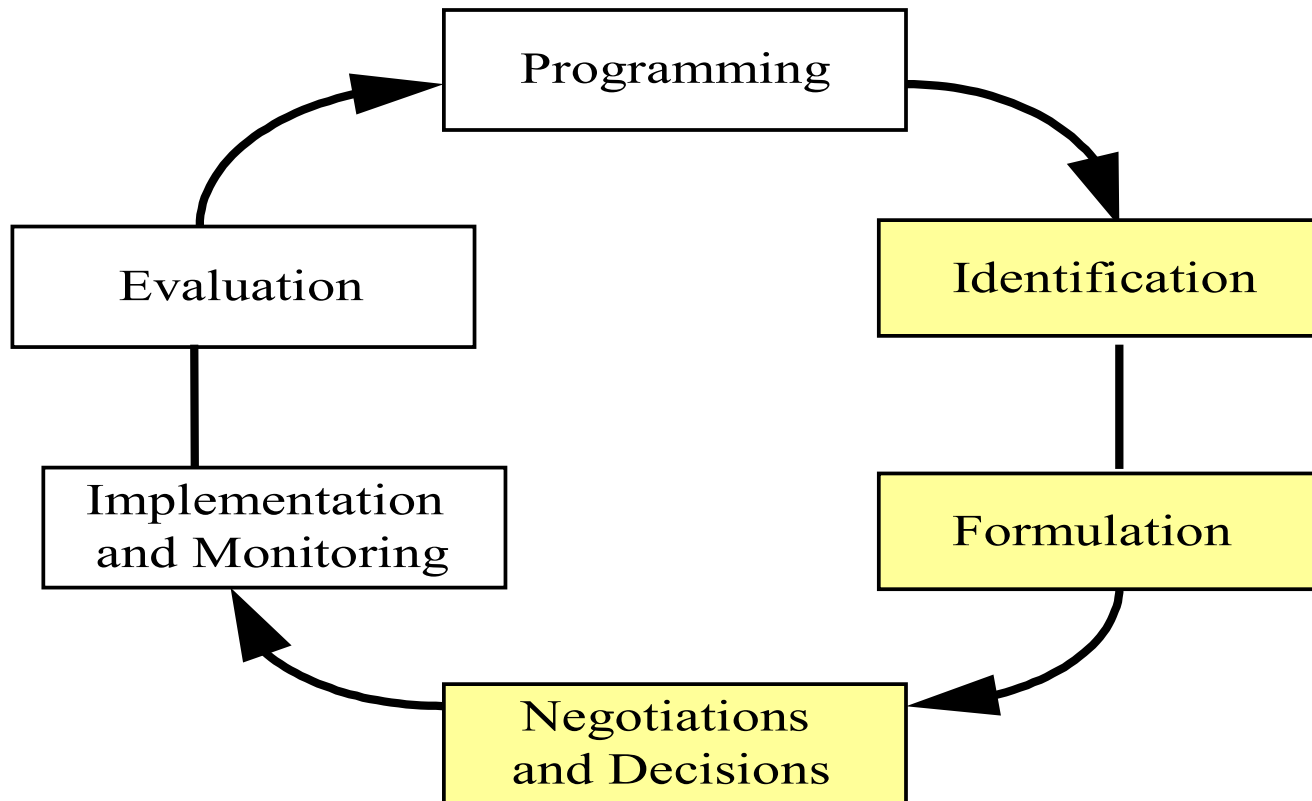 Programming
Identification
Formulation
Negotiations
and Decisions
Implementation
and Monitoring
Evaluation